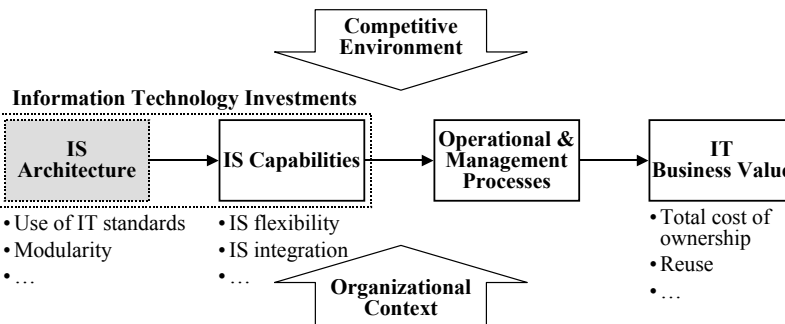 Competitive
Environment
Information Technology Investments
IS
Architecture
IS Capabilities
Operational &
Management
Processes
IT
Business Value
• Use of IT standards
• Modularity
• …
• IS flexibility
• IS integration
• …
• Total cost of
ownership
• Reuse
• …
Organizational
Context